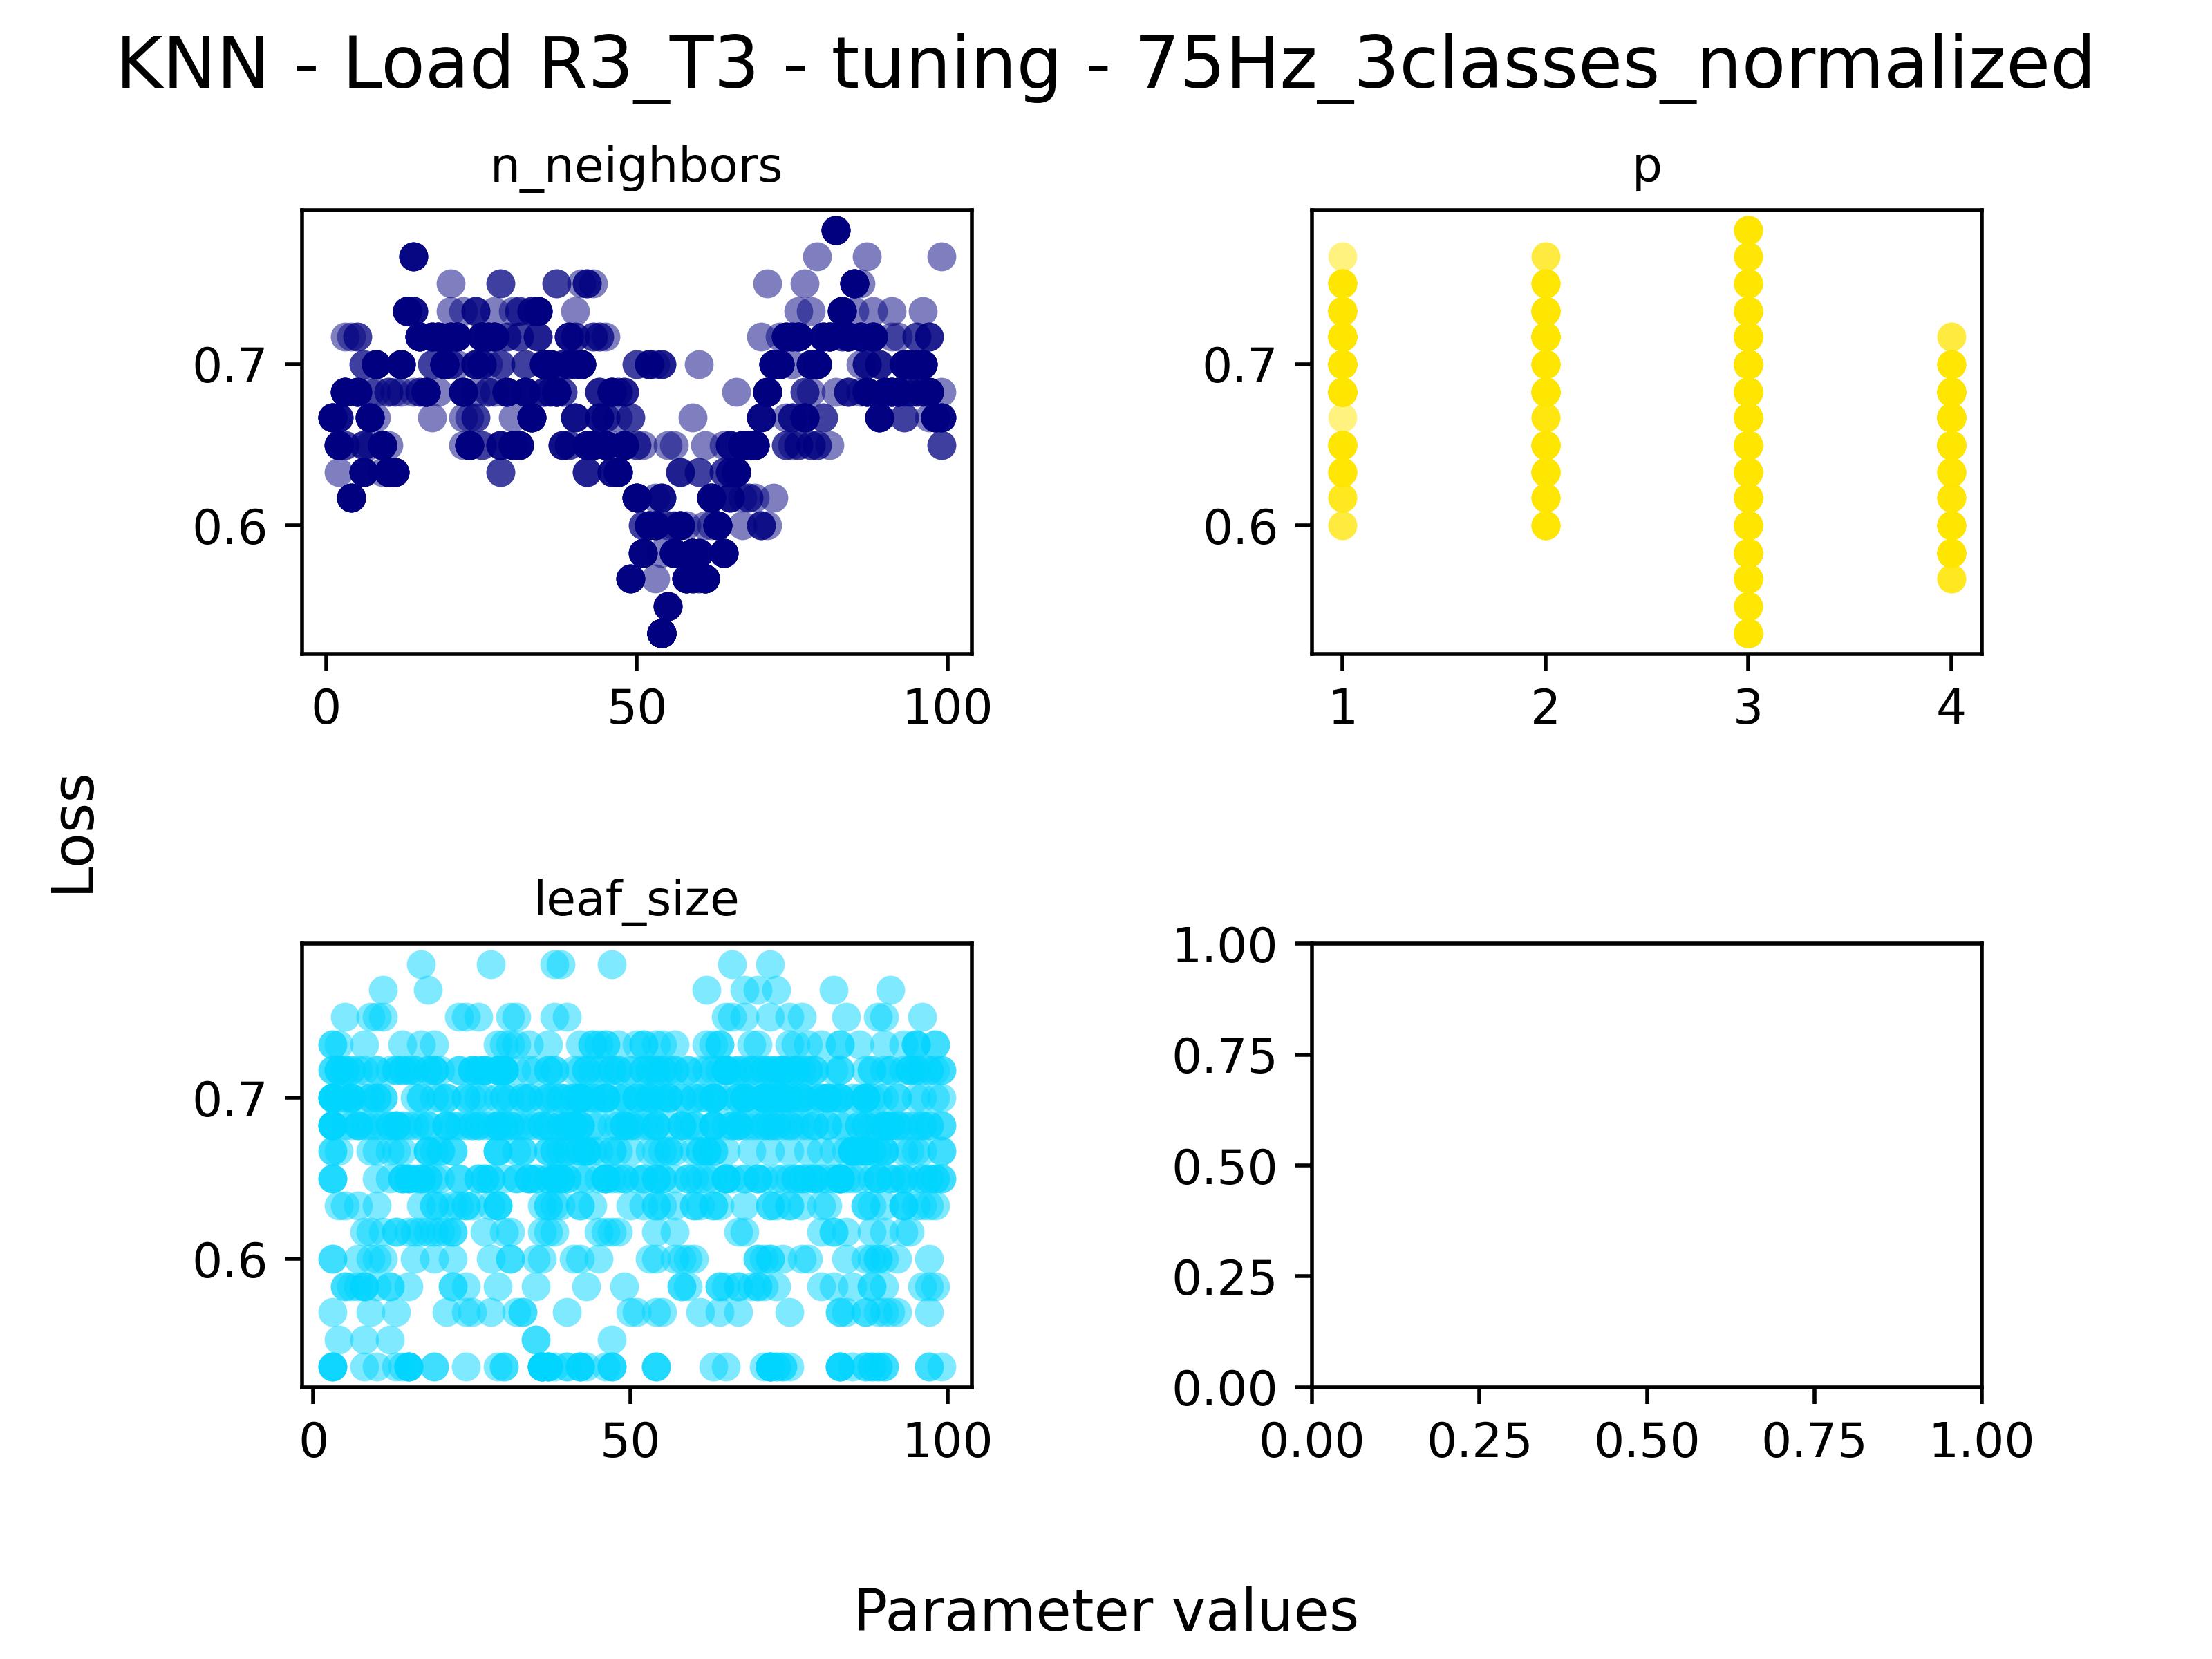 KNN - Load R3_T3 - tuning - 75Hz_3classes_normalized
n_neighbors
0.7
0.6
0 50 100
p
0.7
0.6
1 2 3 4
Loss
leaf_size
0.7
0.6
0 50 100
1.00
0.75
0.50
0.25
0.00
0.00 0.25 0.50 0.75 1.00
Parameter values